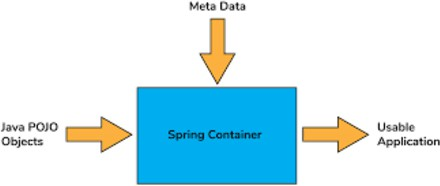 Meta Data
Java POJO
Objects
Spring Container
Usable
Application